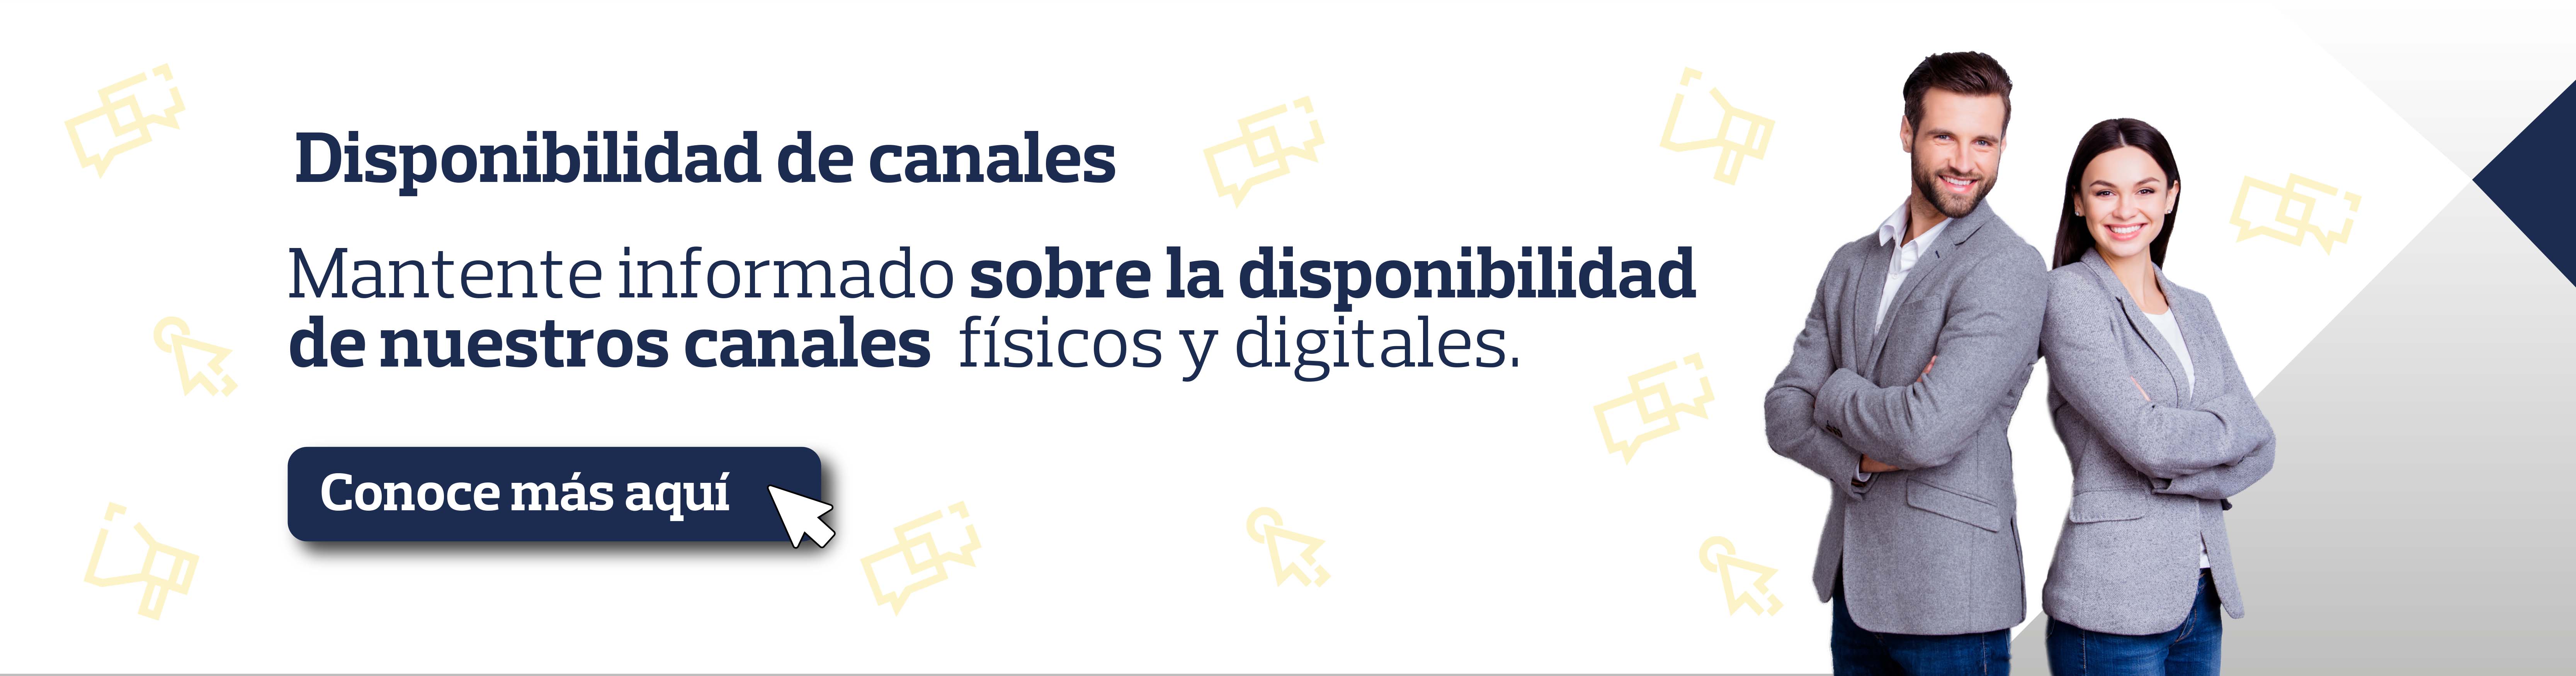 Disponibilidad de canales
Mantente informado sobre la disponibilidad
de nuestros canales físicos y digitales.
Conoce más aquí